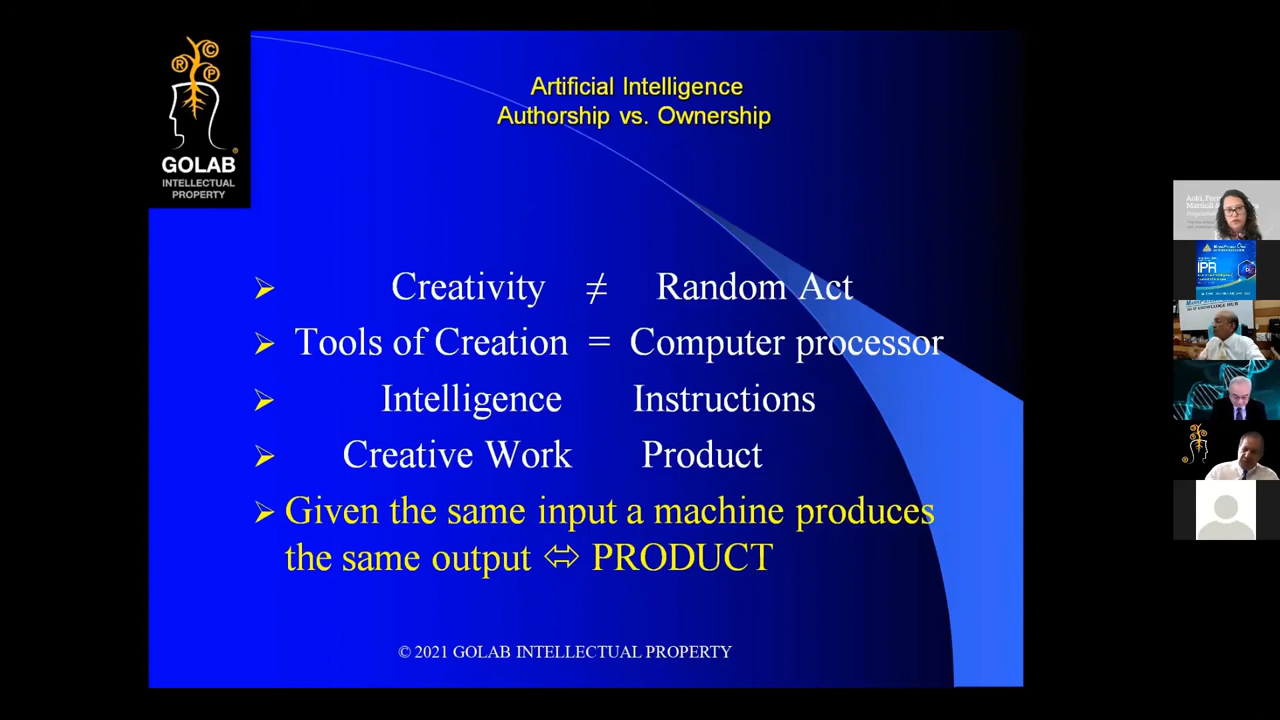 Artificial Intelligence
Authorship vs. Ownership
® © ℗
GOLAB
®
INTELLECTUAL
PROPERTY
➢ Creativity ≠ Random Act
➢ Tools of Creation = Computer processor
➢ Intelligence Instructions
➢ Creative Work Product
➢ Given the same input a machine produces
the same output ⇔ PRODUCT
© 2021 GOLAB INTELLECTUAL PROPERTY
IPR